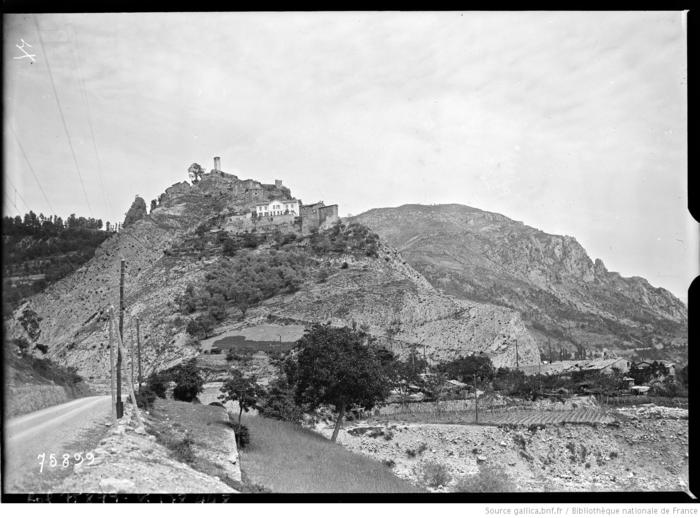 75899
Source gallica.bnf.fr / Bibliothèque nationale de France